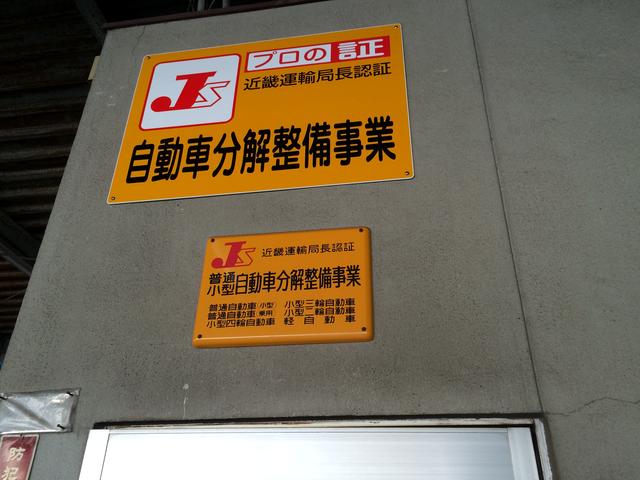 JS プロの 証
近畿運輸局長認証
自動車分解整備事業
JS 近畿運輸局長認証
普通
小型 自動車分解整備事業
普通自動車(小型) 小型三輪自動車
普通自動車(乗用) 小型二輪自動車
小型四輪自動車 軽自動車
防犯